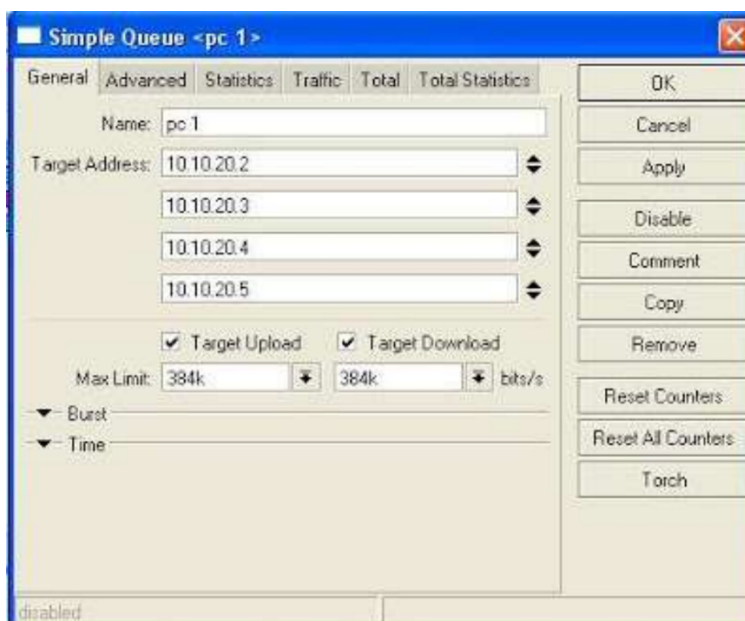 Simple Queue <pc 1>
General Advanced Statistics Traffic Total Total Statistics
Name: pc 1
Target Address: 10.10.20.2
10.10.20.3
10.10.20.4
10.10.20.5
Target Upload Target Download
Max Limit: 384k 384k bits/s
Burst
Time
OK
Cancel
Apply
Disable
Comment
Copy
Remove
Reset Counters
Reset All Counters
Torch
disabled